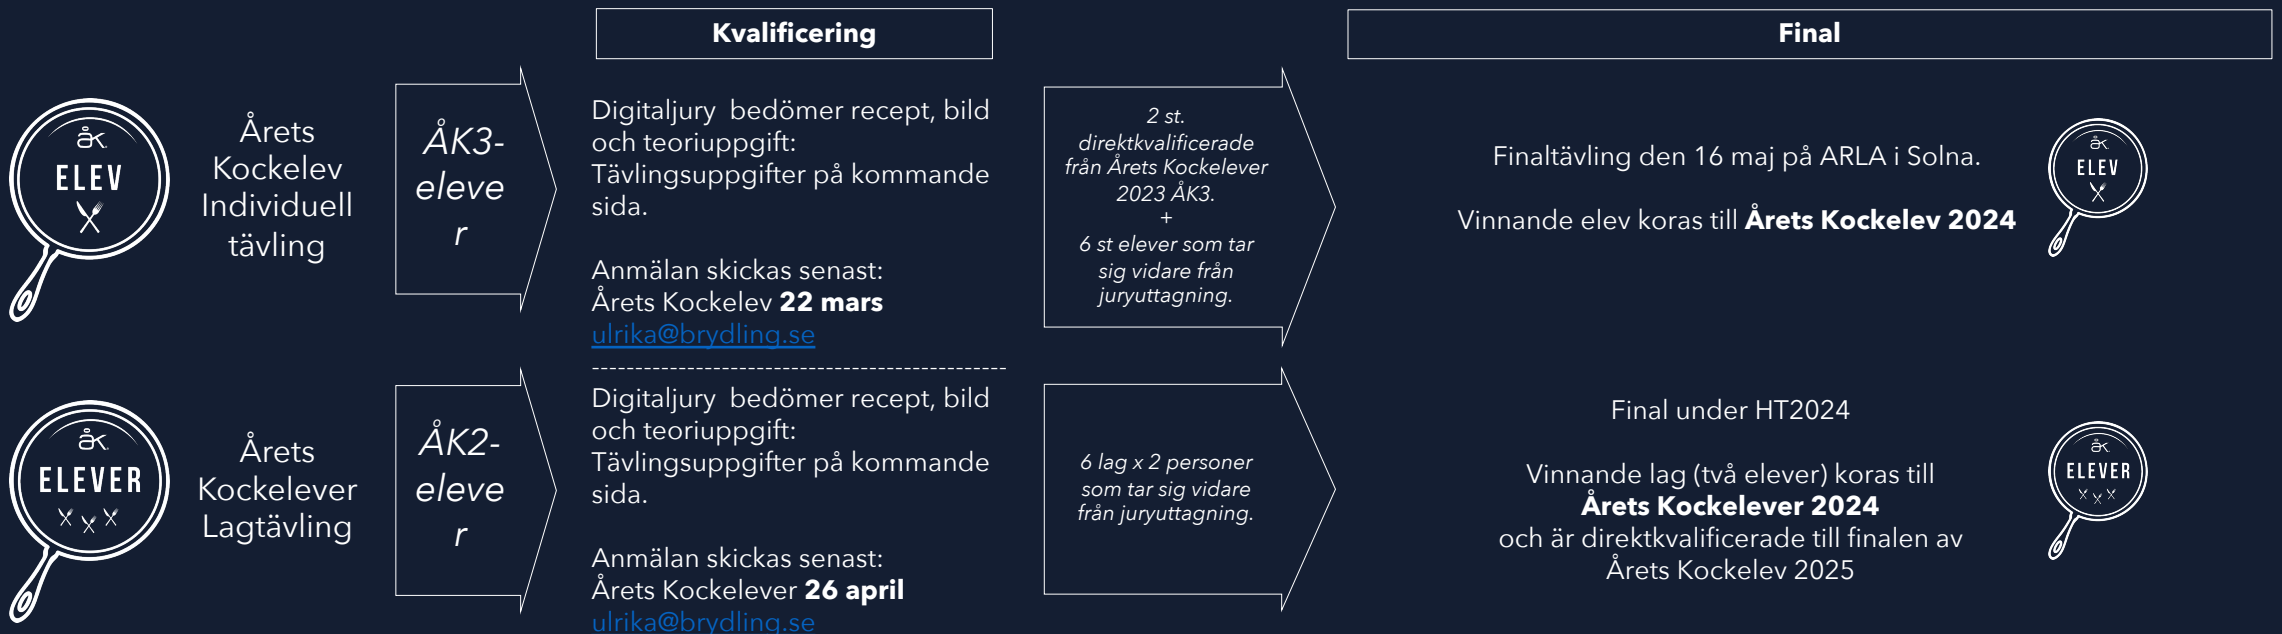 Kvalificering
Final
åk
ELEV
Årets
Kockelev
Individuell
tävling
ÅK3-
eleve
r
Digitaljury  bedömer recept, bild
och teoriuppgift:
Tävlingsuppgifter på kommande
sida.
Anmälan skickas senast:
Årets Kockelev 22 mars
ulrika@brydling.se
2 st.
direktkvalificerade
från Årets Kockelever
2023 ÅK3.
+
6 st elever som tar
sig vidare från
juryuttagning.
Finaltävling den 16 maj på ARLA i Solna.
Vinnande elev koras till Årets Kockelev 2024
åk
ELEV
------------------------------------------------
åk
ELEVER
Årets
Kockelever
Lagtävling
ÅK2-
eleve
r
Digitaljury  bedömer recept, bild
och teoriuppgift:
Tävlingsuppgifter på kommande
sida.
Anmälan skickas senast:
Årets Kockelever 26 april
ulrika@brydling.se
6 lag x 2 personer
som tar sig vidare
från juryuttagning.
Final under HT2024
Vinnande lag (två elever) koras till
Årets Kockelever 2024
och är direktkvalificerade till finalen av
Årets Kockelev 2025
åk
ELEVER